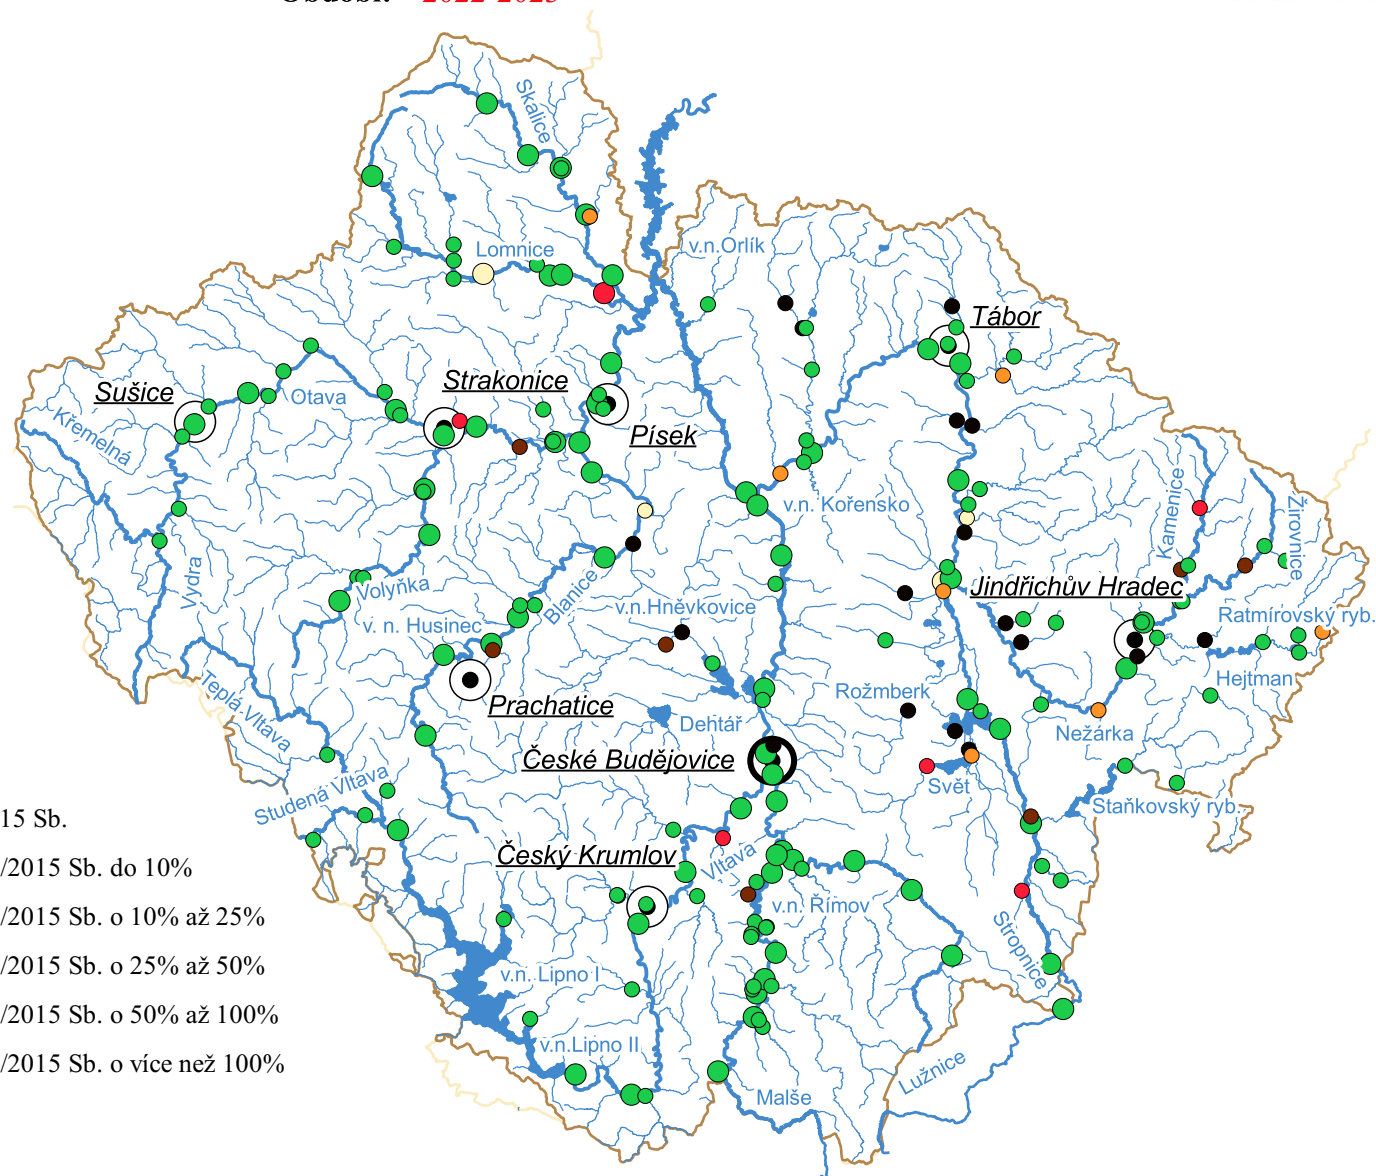 Období: 2022-2023
Skalice
Lomnice
v.n.Orlík
Tábor
Sušice
Strakonice
Otava
Křemelná
Písek
Kamenice
v.n. Kořensko
Žirovnice
Vydra
Volyňka
Blanice
Jindřichův Hradec
v.n.Hněvkovice
v. n. Husinec
Ratmírovský ryb.
Hejtman
Teplá Vltava
Prachatice
Rožmberk
Dehtář
Nežárka
České Budějovice
Studená Vltava
Svět
Staňkovský ryb.
15 Sb.
Český Krumlov
Vltava
/2015 Sb. do 10%
v.n. Římov
/2015 Sb. o 10% až 25%
Stropnice
/2015 Sb. o 25% až 50%
v.n. Lipno I
/2015 Sb. o 50% až 100%
v.n.Lipno II
/2015 Sb. o více než 100%
Lužnice
Malše